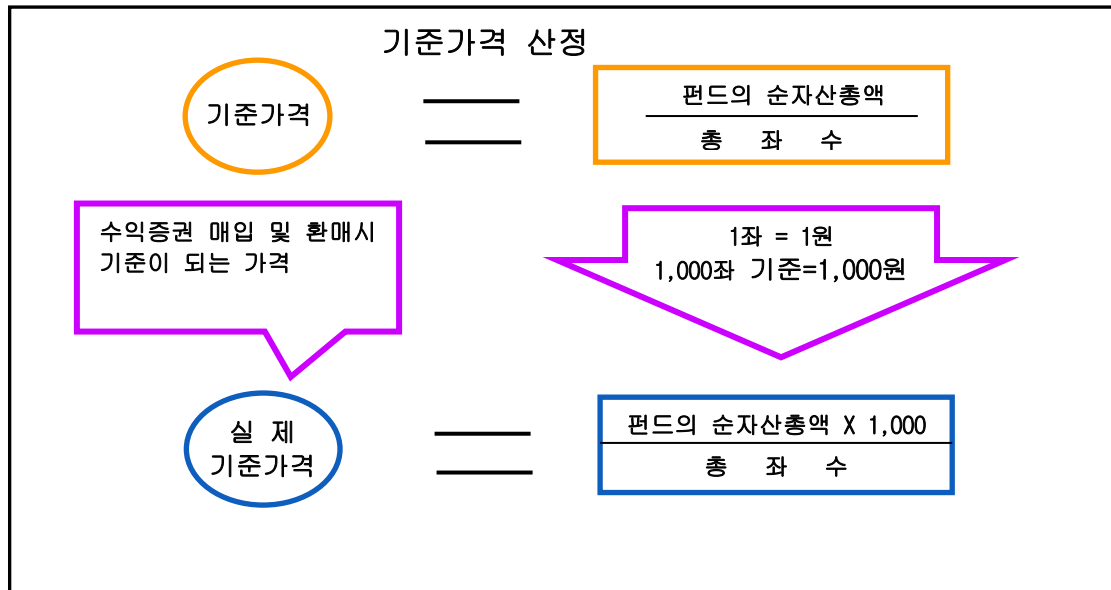 기준가격 산정
기준가격
펀드의 순자산총액
총 좌 수
수익증권 매입 및 환매시
기준이 되는 가격
1좌 = 1원
1,000좌 기준=1,000원
실 제
기준가격
펀드의 순자산총액 X 1,000
총 좌 수